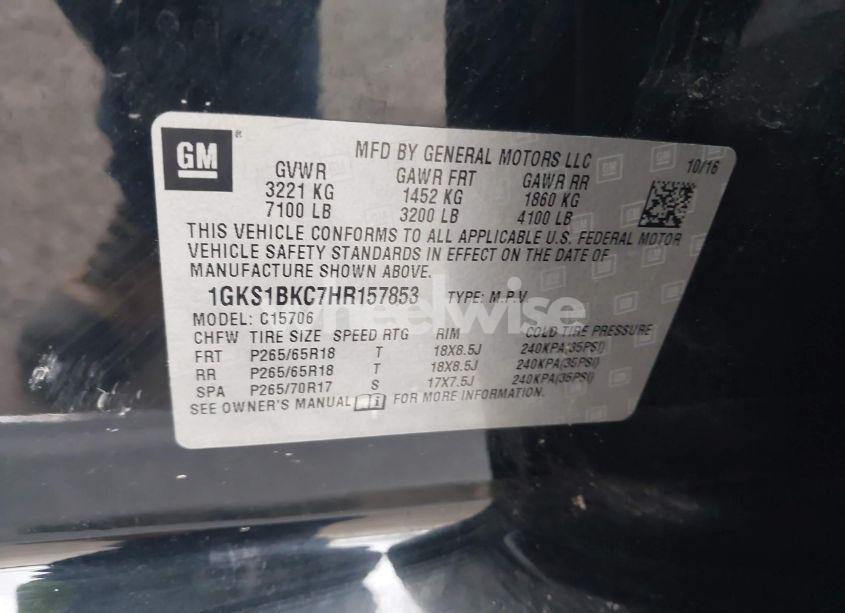 GM®
MFD BY GENERAL MOTORS LLC 10/16
GVWR GAWR FRT GAWR RR
3221 KG 1452 KG 1860 KG
7100 LB 3200 LB 4100 LB
THIS VEHICLE CONFORMS TO ALL APPLICABLE U.S. FEDERAL MOTOR
VEHICLE SAFETY STANDARDS IN EFFECT ON THE DATE OF
MANUFACTURE SHOWN ABOVE.
1GKS1BKC7HR157853 TYPE: M.P.V.
MODEL: C15706
CHFW TIRE SIZE SPEED RTG RIM COLD TIRE PRESSURE
FRT P265/65R18 T 18X8.5J 240KPA(35PSI)
RR P265/65R18 T 18X8.5J 240KPA(35PSI)
SPA P265/70R17 S 17X7.5J 240KPA(35PSI)
SEE OWNER'S MANUAL i FOR MORE INFORMATION.